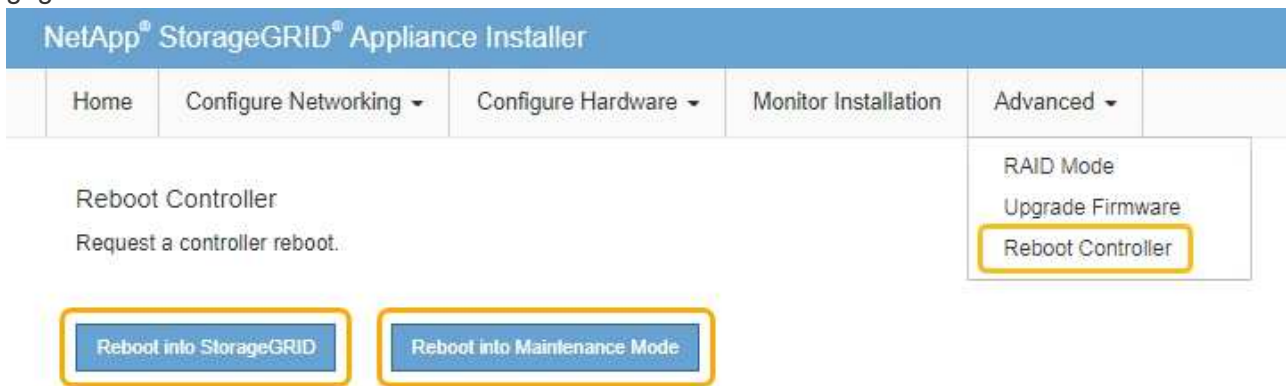 NetApp® StorageGRID® Appliance Installer
Home Configure Networking Configure Hardware Monitor Installation Advanced
RAID Mode
Upgrade Firmware
Reboot Controller
Reboot Controller
Request a controller reboot.
Reboot into StorageGRID Reboot into Maintenance Mode